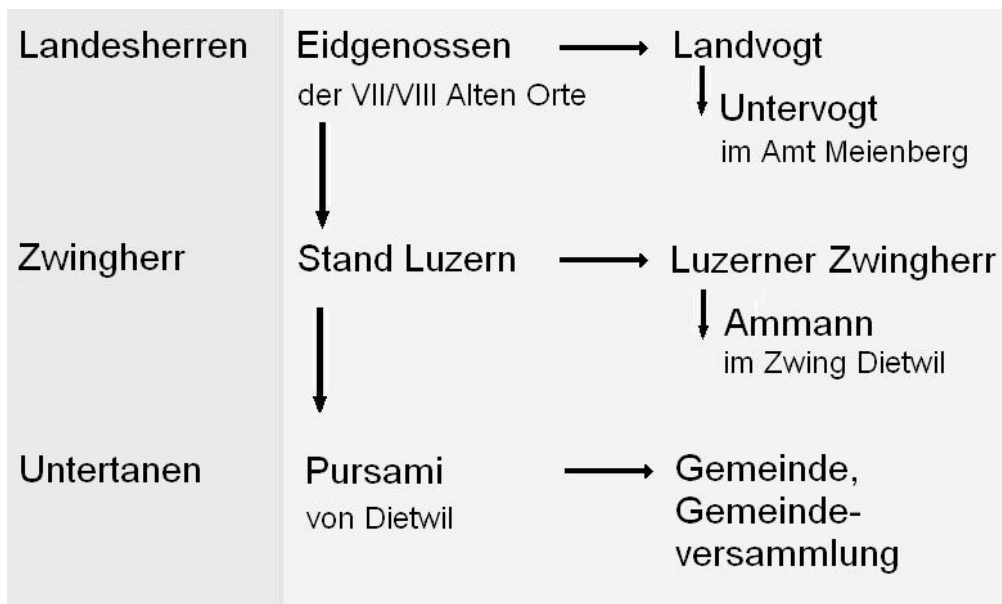 Landesherren Eidgenossen Landvogt
der VII/VIII Alten Orte
Untervogt
im Amt Meienberg
Zwingherr Stand Luzern Luzerner Zwingherr
Ammann
im Zwing Dietwil
Untertanen Pursami Gemeinde,
von Dietwil
Gemeinde-
versammlung